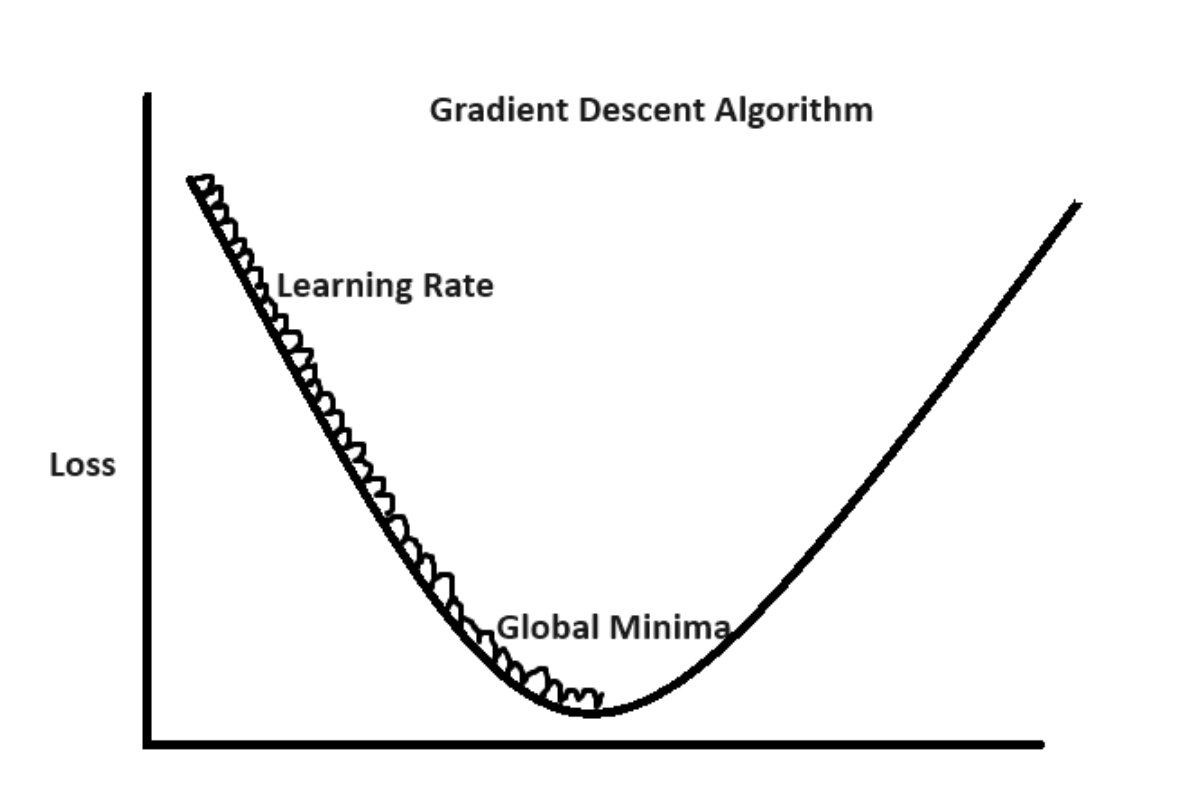 Gradient Descent Algorithm
Learning Rate
Loss
Global Minima